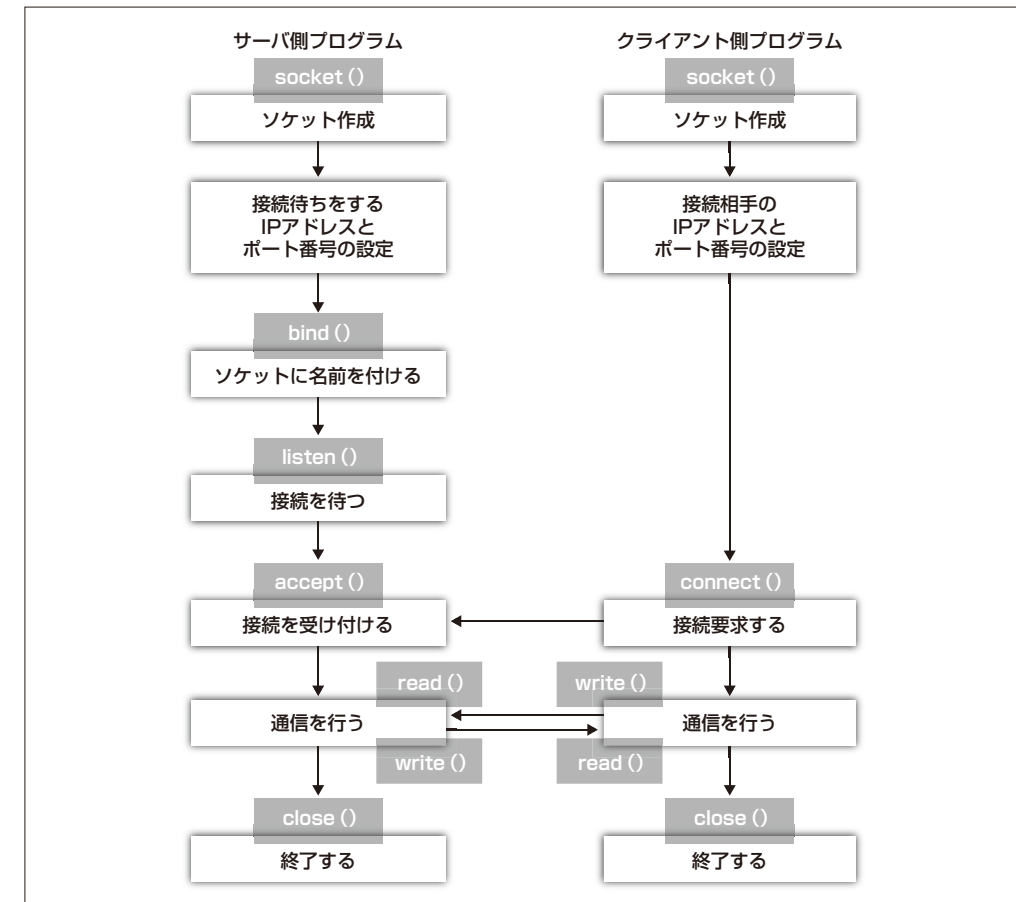 サーバ側プログラム
socket()
ソケット作成
接続待ちをする
IPアドレスと
ポート番号の設定
bind()
ソケットに名前を付ける
listen()
接続を待つ
accept()
接続を受け付ける
read()
通信を行う
write()
close()
終了する
クライアント側プログラム
socket()
ソケット作成
接続相手の
IPアドレスと
ポート番号の設定
connect()
接続要求する
write()
通信を行う
read()
close()
終了する